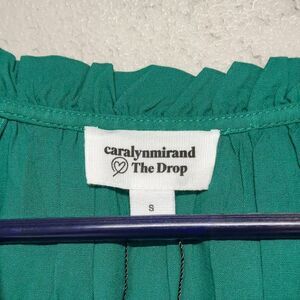 caralynmirand
The Drop
S